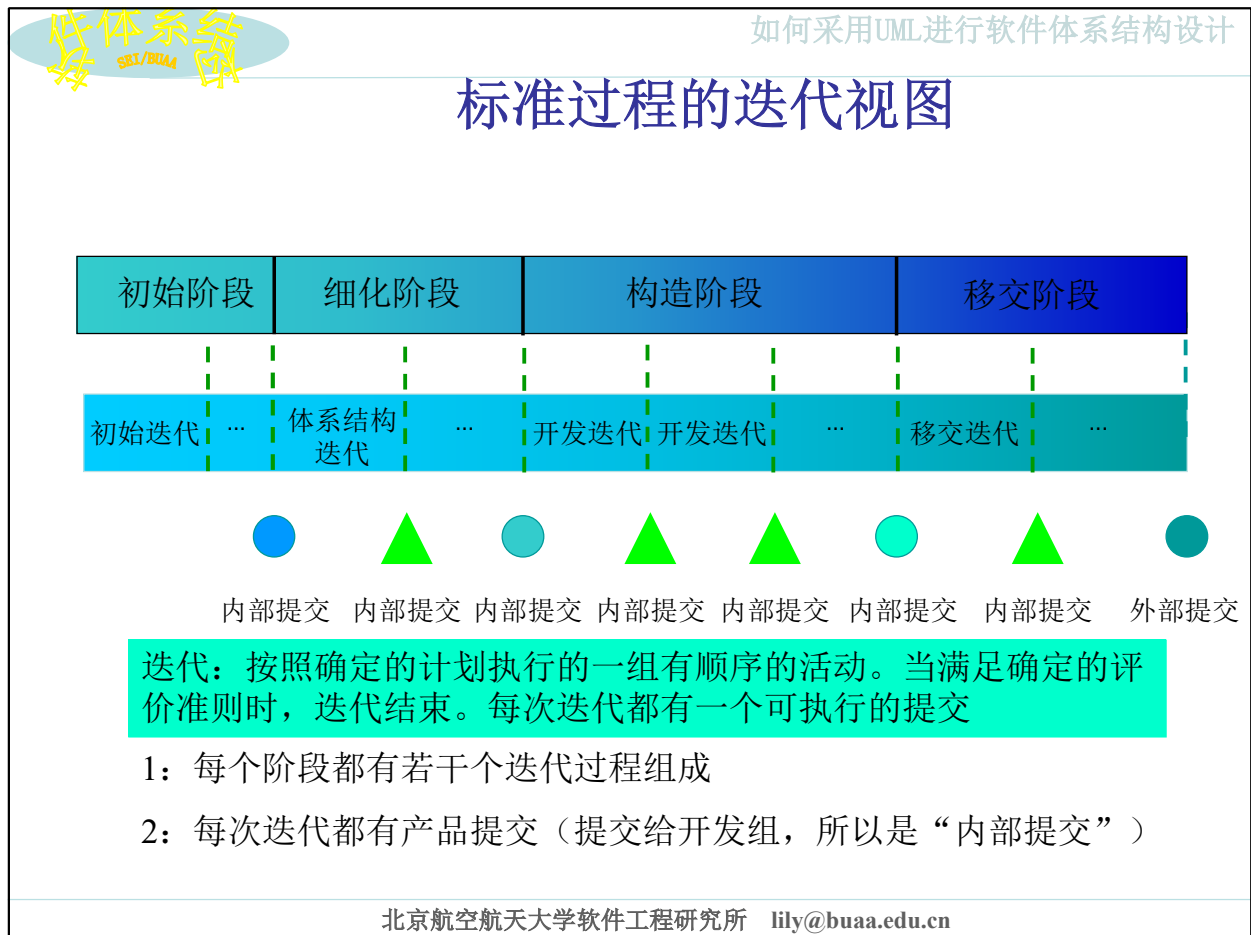 如何采用UML进行软件体系结构设计
件体系结
SEI/BUAA
标准过程的迭代视图
初始阶段 细化阶段 构造阶段 移交阶段
初始迭代 ... 体系结构 ... 开发迭代 开发迭代 ... 移交迭代 ...
迭代
内部提交 内部提交 内部提交 内部提交 内部提交 内部提交 内部提交 外部提交
迭代：按照确定的计划执行的一组有顺序的活动。当满足确定的评
价准则时，迭代结束。每次迭代都有一个可执行的提交
1：每个阶段都有若干个迭代过程组成
2：每次迭代都有产品提交（提交给开发组，所以是“内部提交”）
北京航空航天大学软件工程研究所 lily@buaa.edu.cn